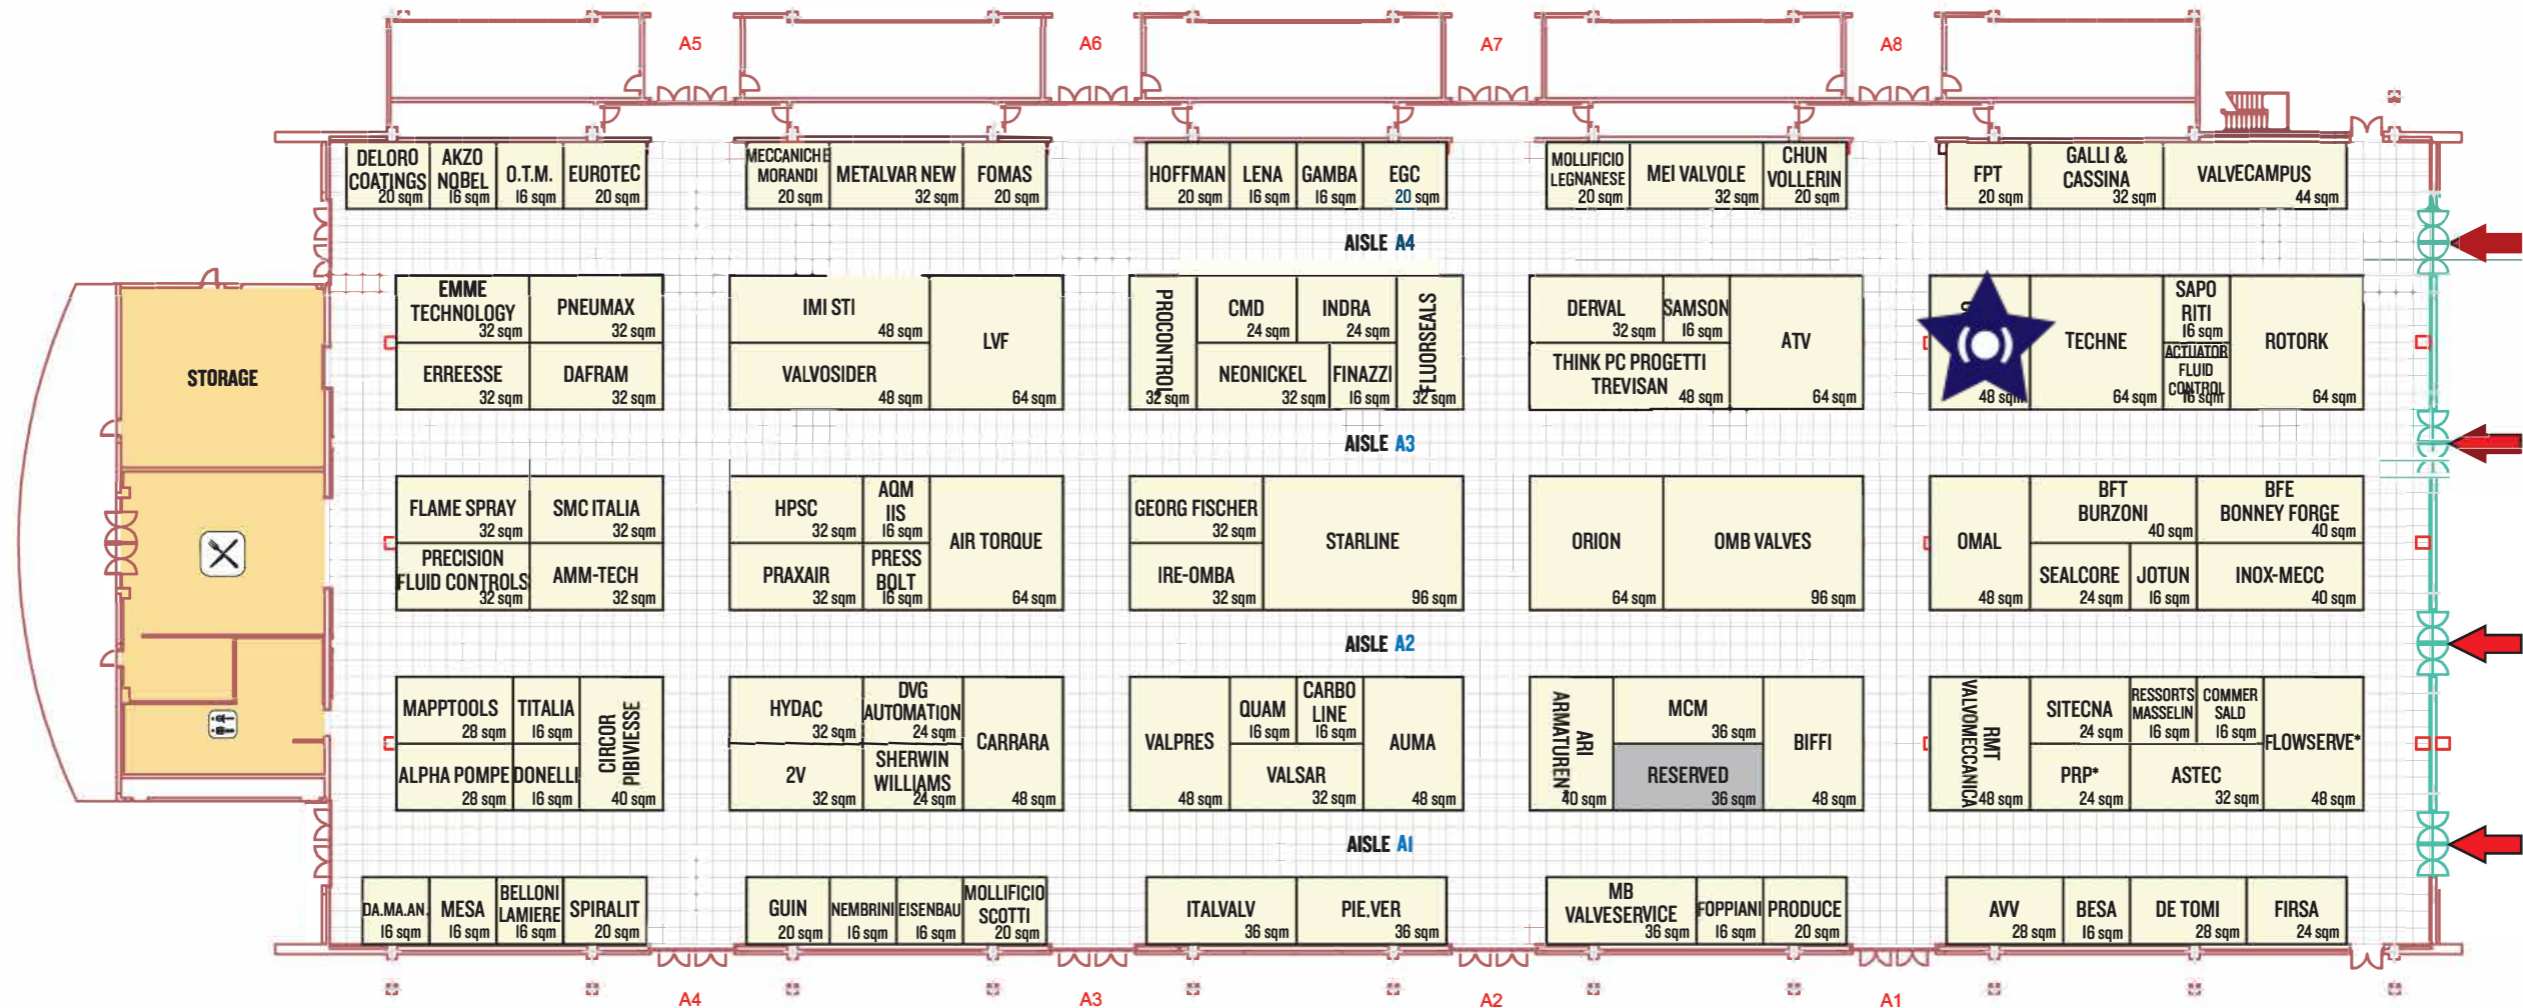 A5
A6
A7
A8
DELORO
COATINGS
20 sqm
AKZO
NOBEL
16 sqm
O.T.M.
16 sqm
EUROTEC
20 sqm
MECCANICHE
MORANDI
20 sqm
METALVAR NEW
32 sqm
FOMAS
20 sqm
HOFFMAN
20 sqm
LENA
16 sqm
GAMBA
16 sqm
EGC
20 sqm
MOLLIFICIO
LEGNANESE
20 sqm
MEI VALVOLE
32 sqm
CHUN
VOLLERIN
20 sqm
FPT
20 sqm
GALLI &
CASSINA
32 sqm
VALVECAMPUS
44 sqm
AISLE A4
EMME
TECHNOLOGY
32 sqm
PNEUMAX
32 sqm
ERREESSE
32 sqm
DAFRAM
32 sqm
IMI STI
48 sqm
VALVOSIDER
48 sqm
LVF
64 sqm
PROCONTROL
32 sqm
CMD
24 sqm
INDRA
24 sqm
NEONICKEL
32 sqm
FINAZZI
16 sqm
FLUORSEALS
32 sqm
DERVAL
32 sqm
SAMSON
16 sqm
THINK PC PROGETTI
TREVISAN
48 sqm
ATV
64 sqm
48 sqm
TECHNE
64 sqm
SAPO
RITI
16 sqm
ACTUATOR
FLUID
CONTROL
16 sqm
ROTORK
64 sqm
STORAGE
AISLE A3
FLAME SPRAY
32 sqm
SMC ITALIA
32 sqm
PRECISION
FLUID CONTROLS
32 sqm
AMM-TECH
32 sqm
HPSC
32 sqm
AQM
IIS
16 sqm
PRAXAIR
32 sqm
PRESS
BOLT
16 sqm
AIR TORQUE
64 sqm
GEORG FISCHER
32 sqm
IRE-OMBA
32 sqm
STARLINE
96 sqm
ORION
64 sqm
OMB VALVES
96 sqm
OMAL
48 sqm
BFT
BURZONI
40 sqm
BFE
BONNEY FORGE
40 sqm
SEALCORE
24 sqm
JOTUN
16 sqm
INOX-MECC
40 sqm
AISLE A2
MAPPTOOLS
28 sqm
TITALIA
16 sqm
ALPHA POMPE
28 sqm
DONELLI
16 sqm
CIRCOR
PIBIVIESSE
40 sqm
HYDAC
32 sqm
DVG
AUTOMATION
24 sqm
2V
32 sqm
SHERWIN
WILLIAMS
24 sqm
CARRARA
48 sqm
VALPRES
48 sqm
QUAM
16 sqm
CARBO
LINE
16 sqm
VALSAR
32 sqm
AUMA
48 sqm
ARI
ARMATUREN*
40 sqm
MCM
36 sqm
RESERVED
36 sqm
BIFFI
48 sqm
RMT
VALVOMECCANICA
48 sqm
SITECNA
24 sqm
RESSORTS
MASSELIN
16 sqm
COMMER
SALD
16 sqm
PRP*
24 sqm
ASTEC
32 sqm
FLOWSERVE*
48 sqm
AISLE A1
DA.MA.AN.
16 sqm
MESA
16 sqm
BELLONI
LAMIERE
16 sqm
SPIRALIT
20 sqm
GUIN
20 sqm
NEMBRINI
16 sqm
EISENBAU
16 sqm
MOLLIFICIO
SCOTTI
20 sqm
ITALVALV
36 sqm
PIE.VER
36 sqm
MB
VALVESERVICE
36 sqm
FOPPIANI
16 sqm
PRODUCE
20 sqm
AVV
28 sqm
BESA
16 sqm
DE TOMI
28 sqm
FIRSA
24 sqm
A4
A3
A2
A1